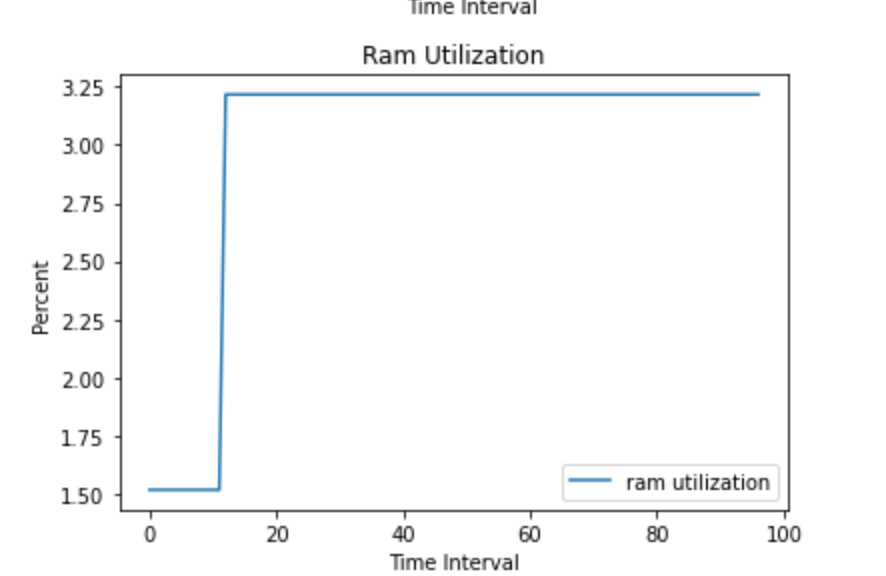 Time Interval
Ram Utilization
3.25
3.00
2.75
2.50
2.25
2.00
1.75
1.50
Percent
ram utilization
0 20 40 60 80 100
Time Interval